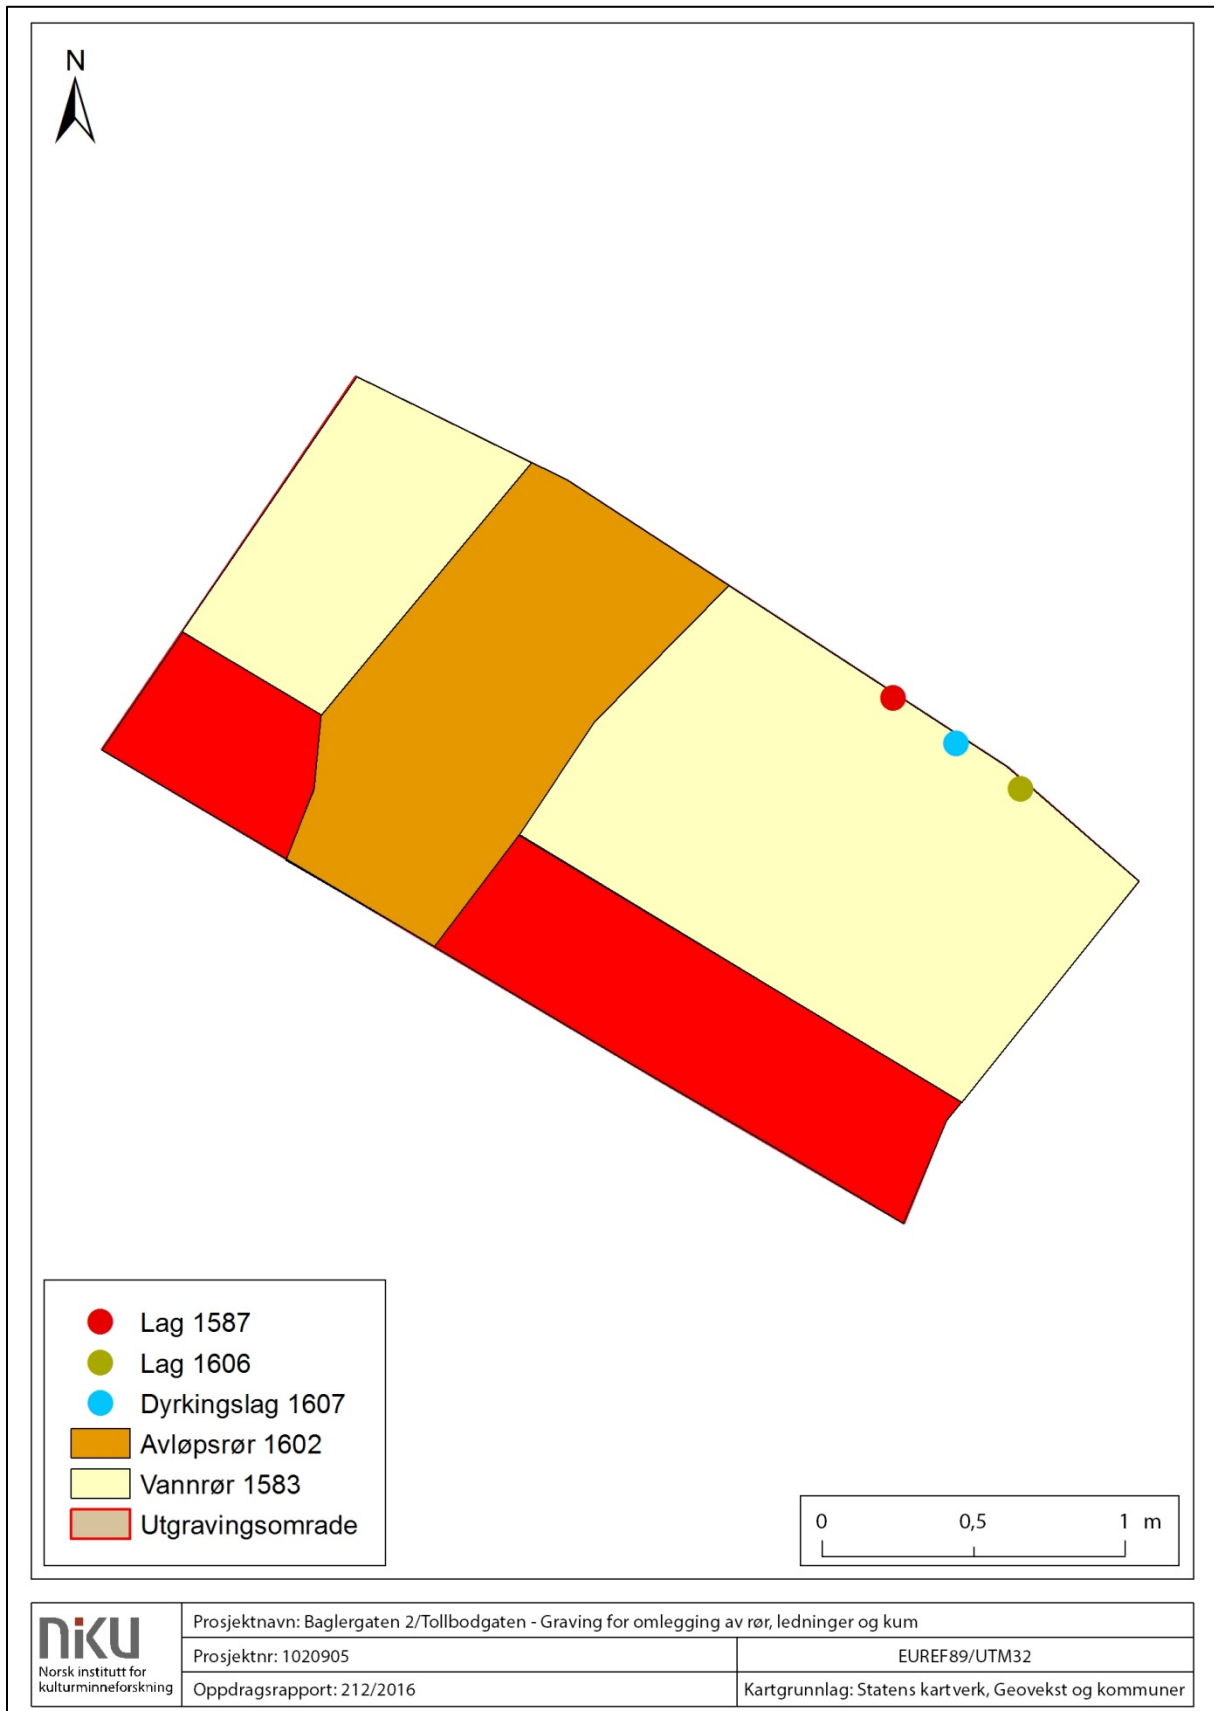 N
Lag 1587
Lag 1606
Dyrkingslag 1607
Avløpsrør 1602
Vannrør 1583
Utgravingsområde
0 0,5 1 m
niku
Norsk institutt for
kulturminneforskning
Prosjektnavn: Baglergaten 2/Tollbodgaten - Graving for omlegging av rør, ledninger og kum
Prosjektnr: 1020905
EUREF89/UTM32
Oppdragsrapport: 212/2016
Kartgrunnlag: Statens kartverk, Geovekst og kommuner